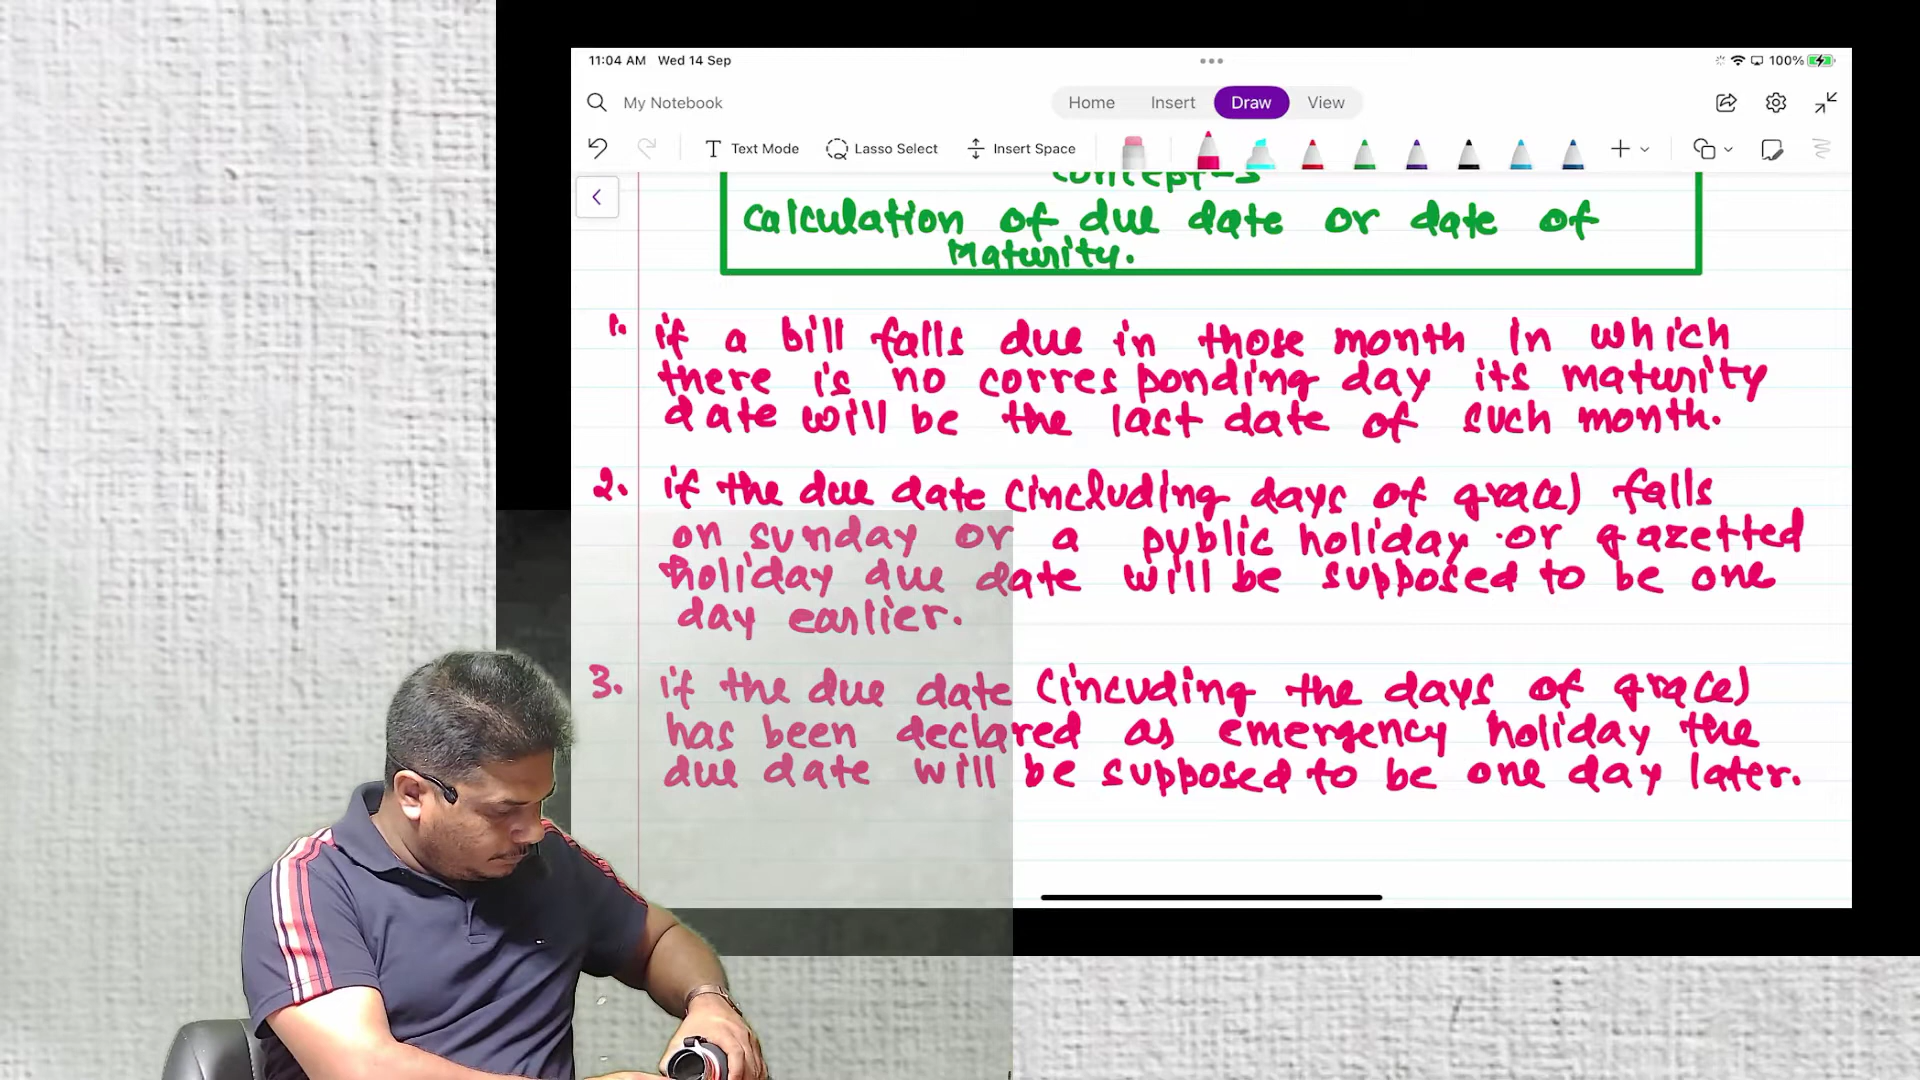 11:04 AM Wed 14 Sep
100%
My Notebook
Home Insert Draw View
Text Mode Lasso Select Insert Space
concept-3
calculation of due date or date of
Maturity.
1. if a bill falls due in those month in which
there is no corresponding day its maturity
date will be the last date of such month.
2. if the due date (including days of grace) falls
on sunday or a public holiday or gazetted
holiday due date will be supposed to be one
day earlier.
3. if the due date (incuding the days of grace)
has been declared as emergency holiday the
due date will be supposed to be one day later.